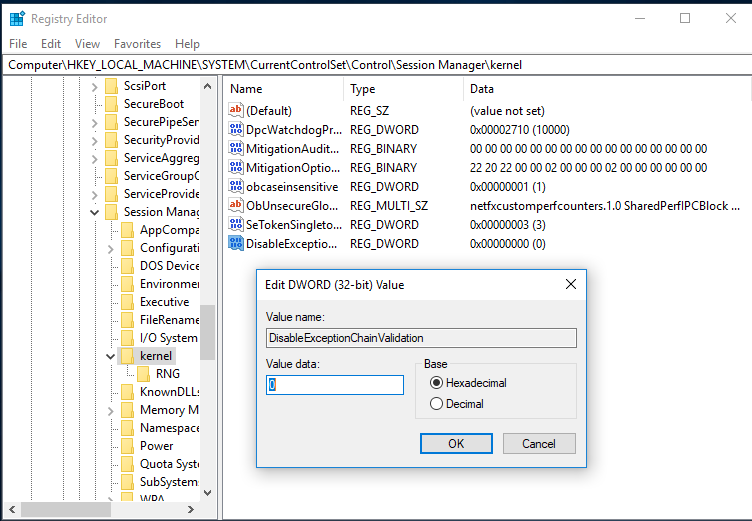 Registry Editor
File Edit View Favorites Help
Computer\HKEY_LOCAL_MACHINE\SYSTEM\CurrentControlSet\Control\Session Manager\kernel
ScsiPort
SecureBoot
SecurePipeSer
SecurityProvid
ServiceAggreg
ServiceGroupO
ServiceProvide
Session Manag
AppCompa
Configuratio
DOS Device
Environmen
Executive
FileRename
I/O System
kernel
RNG
KnownDLLs
Memory M
Namespace
Power
Quota Syste
SubSystems
WPA
Name Type Data
(Default) REG_SZ (value not set)
DpcWatchdogPr... REG_DWORD 0x00002710 (10000)
MitigationAudit... REG_BINARY 00 00 00 00 00 00 00 00 00 00 00 00 00 00 00 00
MitigationOptio... REG_BINARY 22 20 22 00 00 02 00 00 00 02 00 00 00 00 00 00
obcaseinsensitive REG_DWORD 0x00000001 (1)
ObUnsecureGlo... REG_MULTI_SZ netfxcustomperfcounters.1.0 SharedPerfIPCBlock ...
SeTokenSingleto... REG_DWORD 0x00000003 (3)
DisableExceptio... REG_DWORD 0x00000000 (0)
Edit DWORD (32-bit) Value
Value name:
DisableExceptionChainValidation
Value data:
0
Base
Hexadecimal
Decimal
OK Cancel